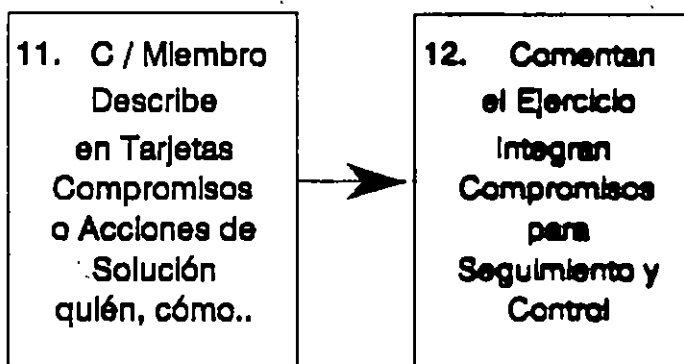 11. C / Miembro
Describe
en Tarjetas
Compromisos
o Acciones de
Solución
quién, cómo..
12. Comentan
el Ejercicio
Integran
Compromisos
para
Seguimiento y
Control